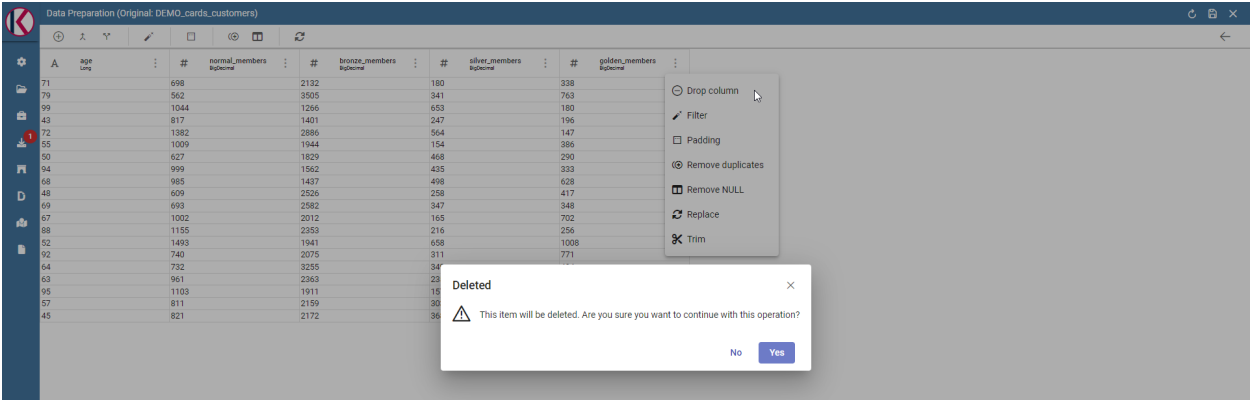 Data Preparation (Original: DEMO_cards_customers)
A age Long # normal_members BigDecimal # bronze_members BigDecimal # silver_members BigDecimal # golden_members BigDecimal
71 698 2132 180 338
79 562 3505 341 763
99 1044 1266 653 180
43 817 1401 247 196
72 1382 2886 564 147
55 1009 1944 154 386
50 627 1829 468 290
94 999 1562 435 333
68 985 1437 498 628
48 609 2526 258 417
69 693 2582 347 348
67 1002 2012 165 702
88 1155 2353 216 256
52 1493 1941 658 1008
92 740 2075 311 771
64 732 3255
63 961 2363
95 1103 1911
57 811 2159
45 821 2172
1
D
Drop column
Filter
Padding
Remove duplicates
Remove NULL
Replace
Trim
Deleted
This item will be deleted. Are you sure you want to continue with this operation?
No Yes